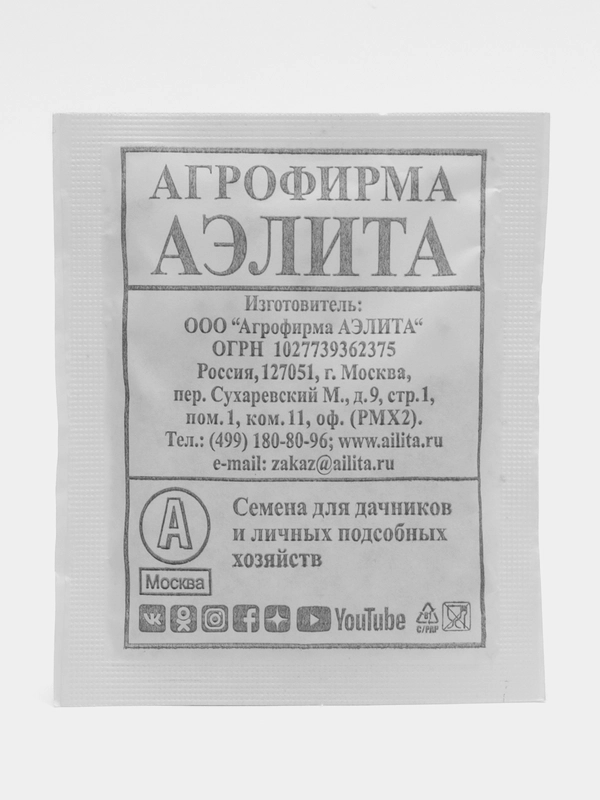 АГРОФИРМА
АЭЛИТА
Изготовитель:
ООО “Агрофирма АЭЛИТА“
ОГРН 1027739362375
Россия,127051, г. Москва,
пер. Сухаревский М., д.9, стр.1,
пом.1, ком.11, оф. (РМХ2).
Тел.: (499) 180-80-96; www.ailita.ru
e-mail: zakaz@ailita.ru
А
Москва
Семена для дачников
и личных подсобных
хозяйств
YouTube
81
C/PAP